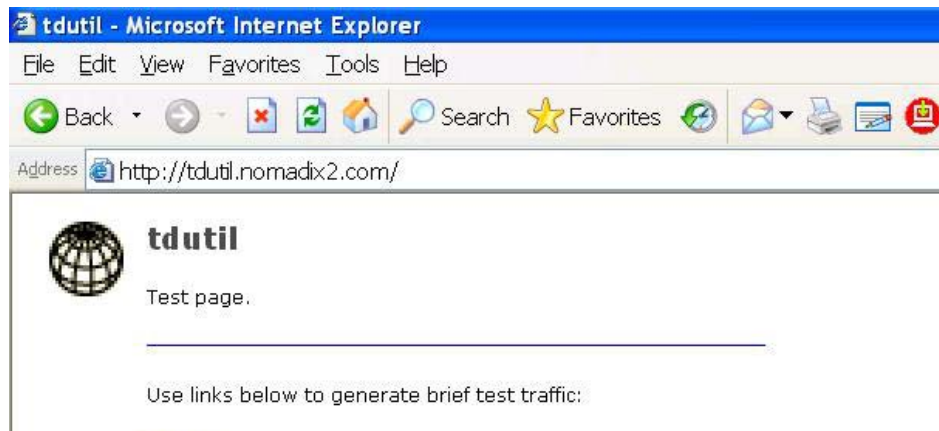 tdutil - Microsoft Internet Explorer
File Edit View Favorites Tools Help
Back Search Favorites
Address http://tdutil.nomadix2.com/
tdutil
Test page.
Use links below to generate brief test traffic: